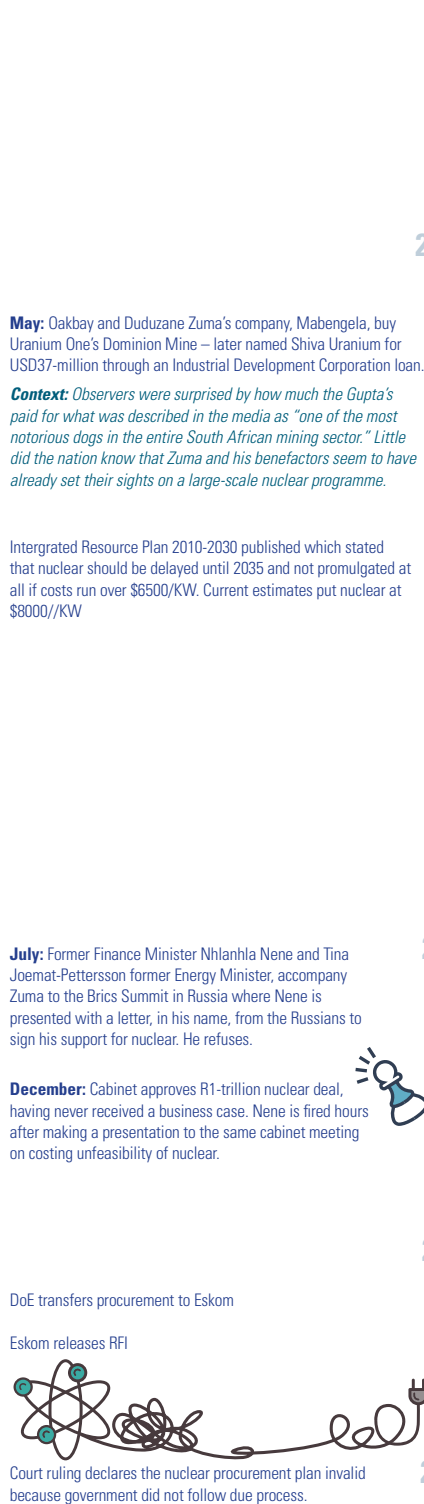 May: Oakbay and Duduzane Zuma's company, Mabengela, buy
Uranium One's Dominion Mine – later named Shiva Uranium for
USD37-million through an Industrial Development Corporation loan.
Context: Observers were surprised by how much the Gupta's
paid for what was described in the media as "one of the most
notorious dogs in the entire South African mining sector." Little
did the nation know that Zuma and his benefactors seem to have
already set their sights on a large-scale nuclear programme.
Intergrated Resource Plan 2010-2030 published which stated
that nuclear should be delayed until 2035 and not promulgated at
all if costs run over $6500/KW. Current estimates put nuclear at
$8000//KW
July: Former Finance Minister Nhlanhla Nene and Tina
Joemat-Pettersson former Energy Minister, accompany
Zuma to the Brics Summit in Russia where Nene is
presented with a letter, in his name, from the Russians to
sign his support for nuclear. He refuses.
December: Cabinet approves R1-trillion nuclear deal,
having never received a business case. Nene is fired hours
after making a presentation to the same cabinet meeting
on costing unfeasibility of nuclear.
DoE transfers procurement to Eskom
Eskom releases RFI
Court ruling declares the nuclear procurement plan invalid
because government did not follow due process.